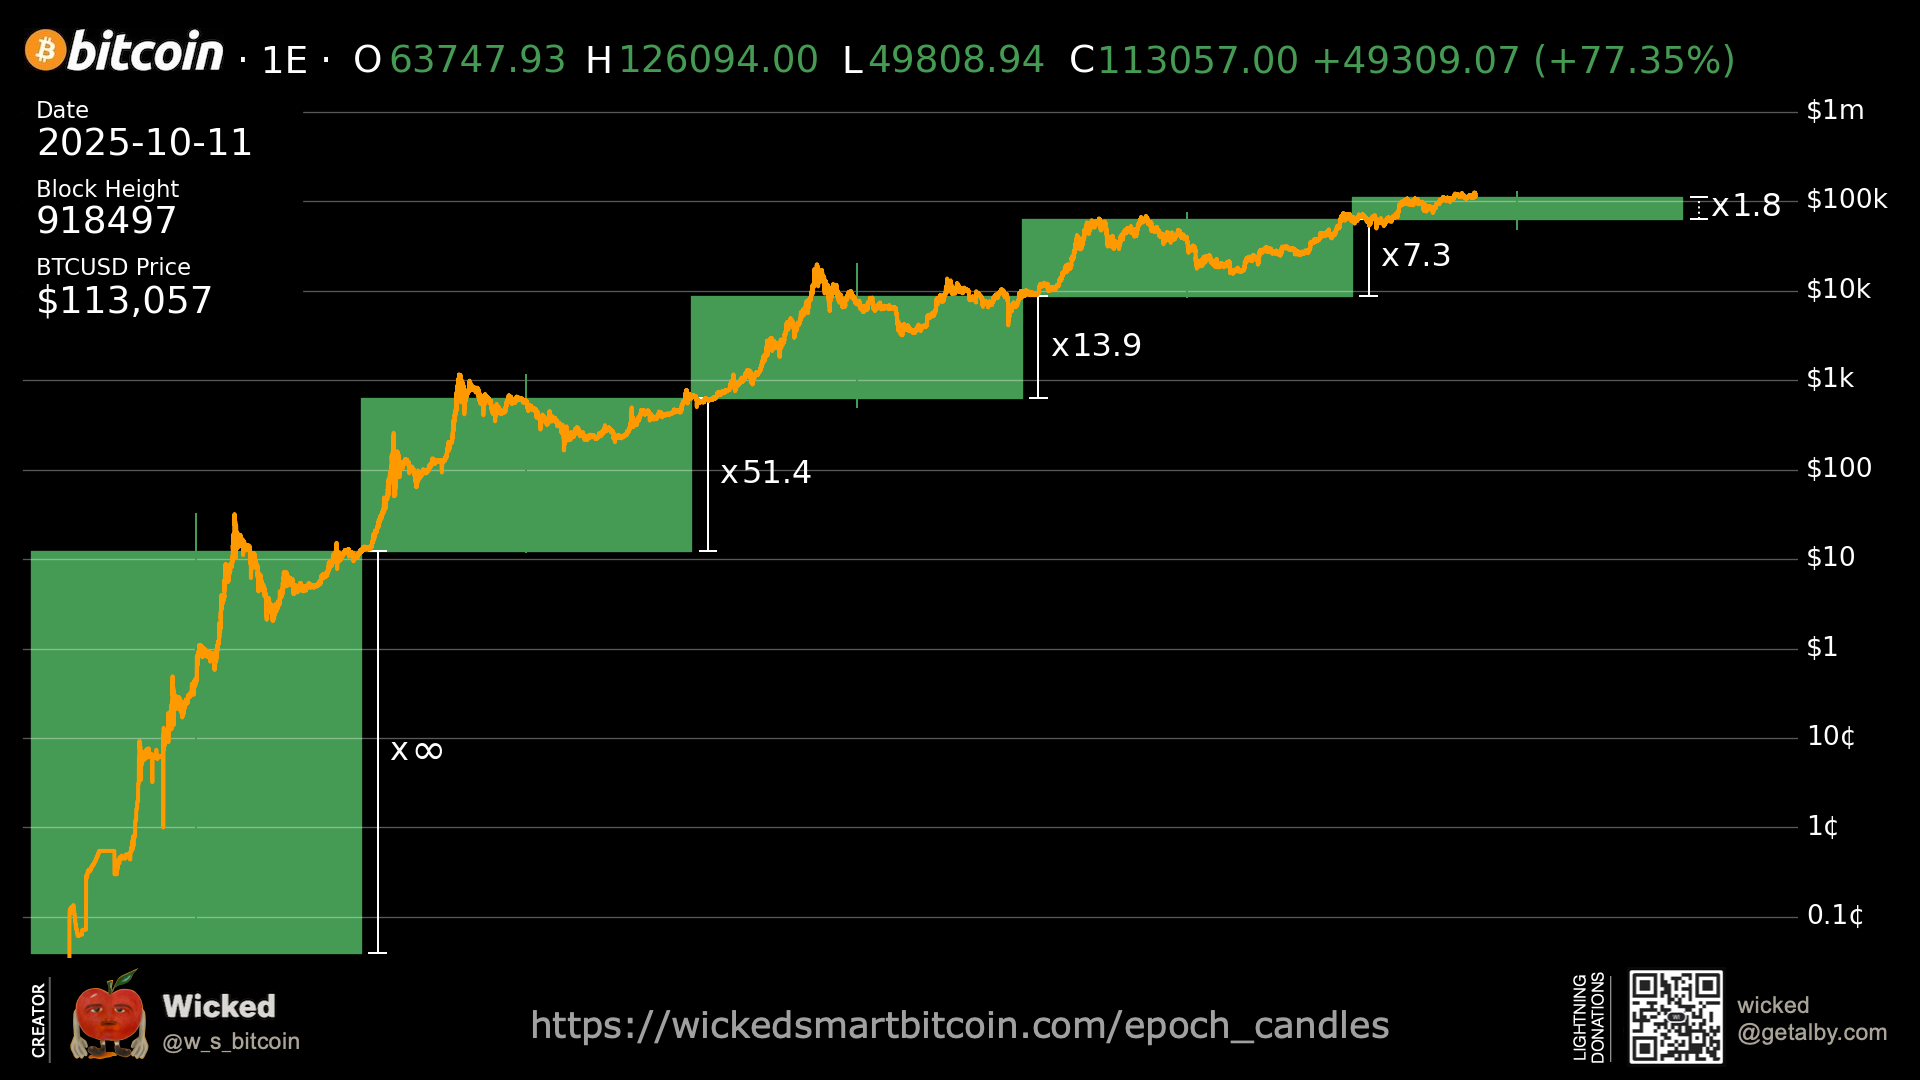 bitcoin · 1E · O 63747.93 H 126094.00 L 49808.94 C 113057.00 +49309.07 (+77.35%)
Date
2025-10-11
Block Height
918497
BTCUSD Price
$113,057
$1m
$100k
$10k
$1k
$100
$10
$1
10¢
1¢
0.1¢
x∞
x51.4
x13.9
x7.3
x1.8
CREATOR
Wicked
@w_s_bitcoin
https://wickedsmartbitcoin.com/epoch_candles
LIGHTNING
DONATIONS
wicked
@getalby.com